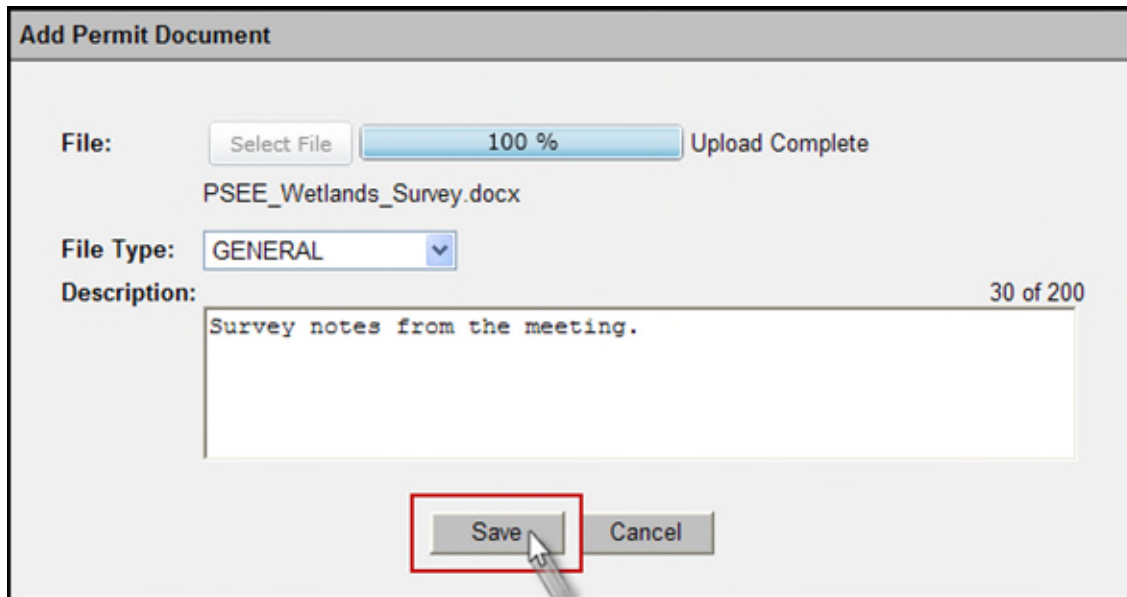 Add Permit Document
File: Select File 100 % Upload Complete
PSEE_Wetlands_Survey.docx
File Type: GENERAL
Description: 30 of 200
Survey notes from the meeting.
Save Cancel